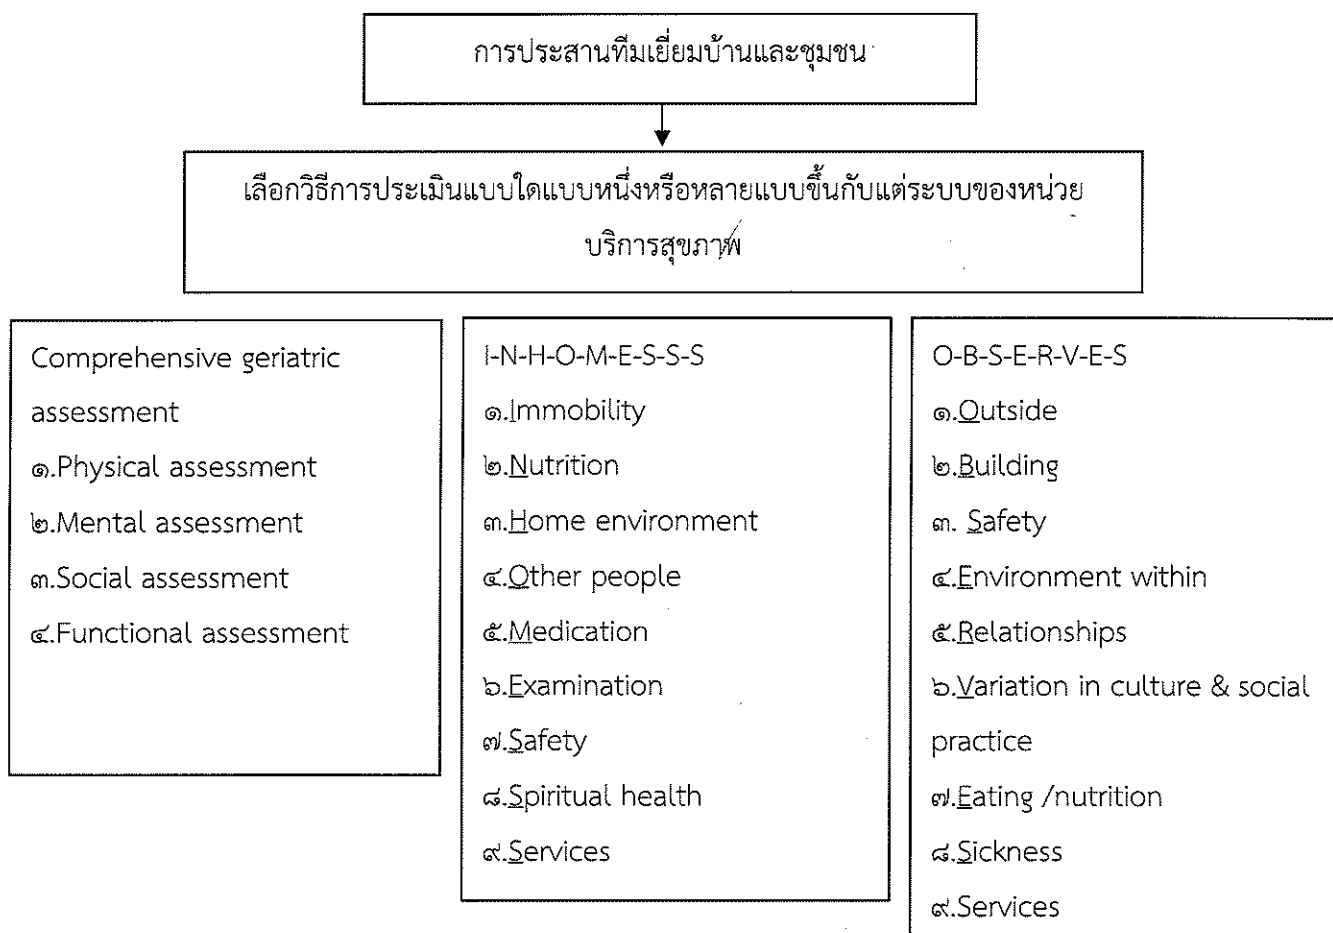 การประสานทีมเยี่ยมบ้านและชุมชน
เลือกวิธีการประเมินแบบใดแบบหนึ่งหรือหลายแบบขึ้นกับแต่ระบบของหน่วย
บริการสุขภาพ
Comprehensive geriatric
assessment
๑.Physical assessment
๒.Mental assessment
๓.Social assessment
๔.Functional assessment
I-N-H-O-M-E-S-S-S
๑.Immobility
๒.Nutrition
๓.Home environment
๔.Other people
๕.Medication
๖.Examination
๗.Safety
๘.Spiritual health
๙.Services
O-B-S-E-R-V-E-S
๑.Outside
๒.Building
๓. Safety
๔.Environment within
๕.Relationships
๖.Variation in culture & social
practice
๗.Eating /nutrition
๘.Sickness
๙.Services